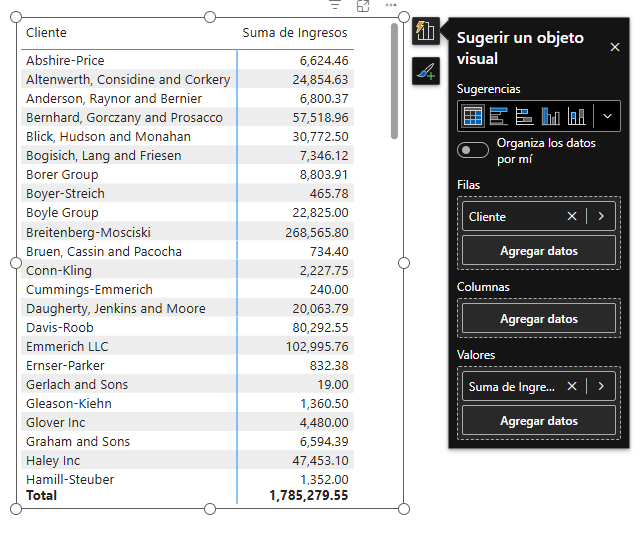 Cliente Suma de Ingresos
Abshire-Price 6,624.46
Altenwerth, Considine and Corkery 24,854.63
Anderson, Raynor and Bernier 6,800.37
Bernhard, Gorczany and Prosacco 57,518.96
Blick, Hudson and Monahan 30,772.50
Bogisich, Lang and Friesen 7,346.12
Borer Group 8,803.91
Boyer-Streich 465.78
Boyle Group 22,825.00
Breitenberg-Mosciski 268,565.80
Bruen, Cassin and Pacocha 734.40
Conn-Kling 2,227.75
Cummings-Emmerich 240.00
Daugherty, Jenkins and Moore 20,063.79
Davis-Roob 80,292.55
Emmerich LLC 102,995.76
Ernser-Parker 832.38
Gerlach and Sons 19.00
Gleason-Kiehn 1,360.50
Glover Inc 4,480.00
Graham and Sons 6,594.39
Haley Inc 47,453.10
Hamill-Steuber 1,352.00
Total 1,785,279.55
Sugerir un objeto
visual
Sugerencias
Organiza los datos
por mí
Filas
Cliente
Agregar datos
Columnas
Agregar datos
Valores
Suma de Ingre...
Agregar datos